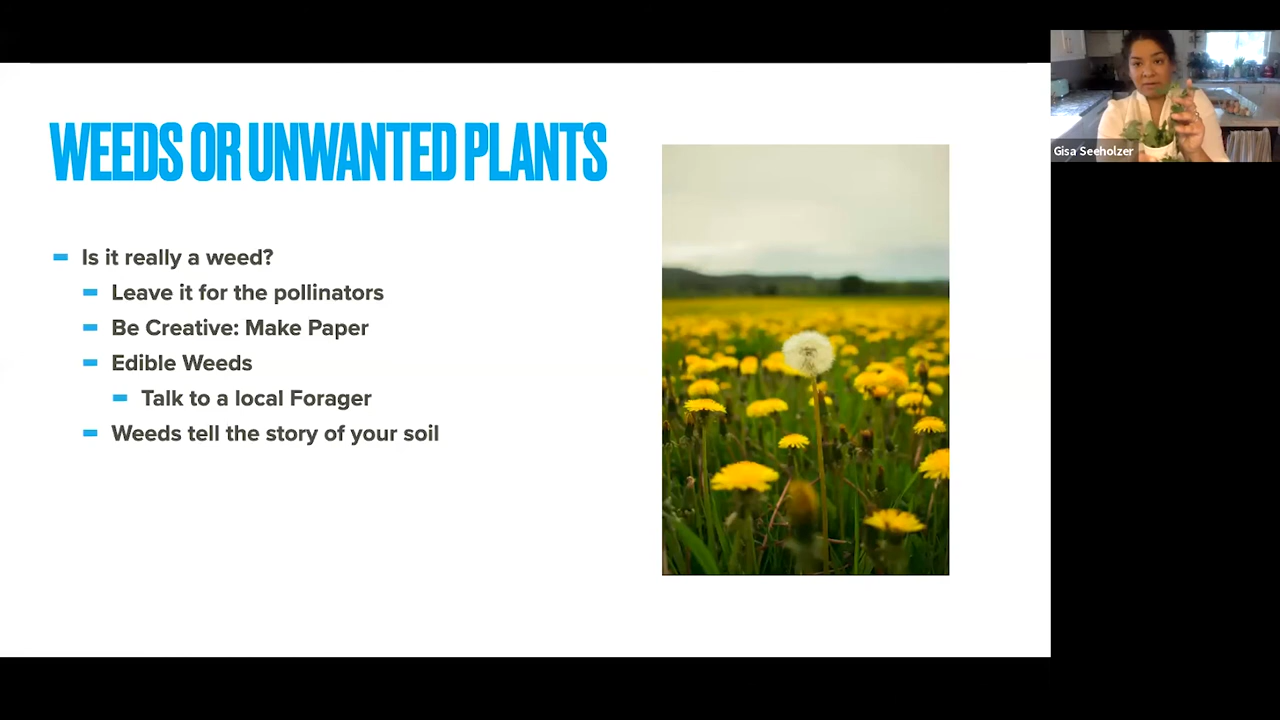 WEEDS OR UNWANTED PLANTS
Is it really a weed?
Leave it for the pollinators
Be Creative: Make Paper
Edible Weeds
Talk to a local Forager
Weeds tell the story of your soil
Gisa Seeholzer